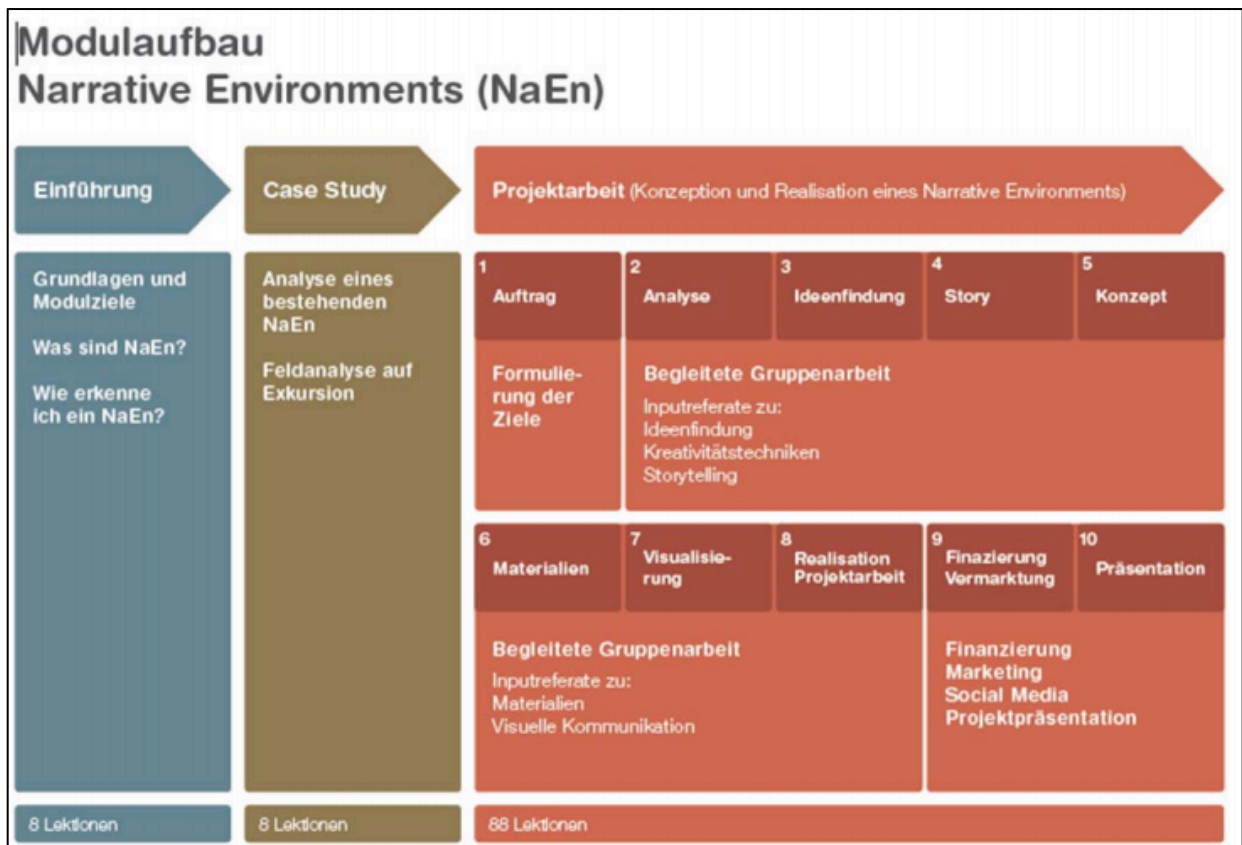 Modulaufbau
Narrative Environments (NaEn)
Einführung
Case Study
Projektarbeit (Konzeption und Realisation eines Narrative Environments)
Grundlagen und
Modulziele
Was sind NaEn?
Wie erkenne
ich ein NaEn?
Analyse eines
bestehenden
NaEn
Feldanalyse auf
Exkursion
1
Auftrag
2
Analyse
3
Ideenfindung
4
Story
5
Konzept
Formulie-
rung der
Ziele
Begleitete Gruppenarbeit
Inputreferate zu:
Ideenfindung
Kreativitätstechniken
Storytelling
6
Materialien
7
Visualisie-
rung
8
Realisation
Projektarbeit
9
Finazierung
Vermarktung
10
Präsentation
Begleitete Gruppenarbeit
Inputreferate zu:
Materialien
Visuelle Kommunikation
Finanzierung
Marketing
Social Media
Projektpräsentation
8 Lektionen
8 Lektionen
88 Lektionen